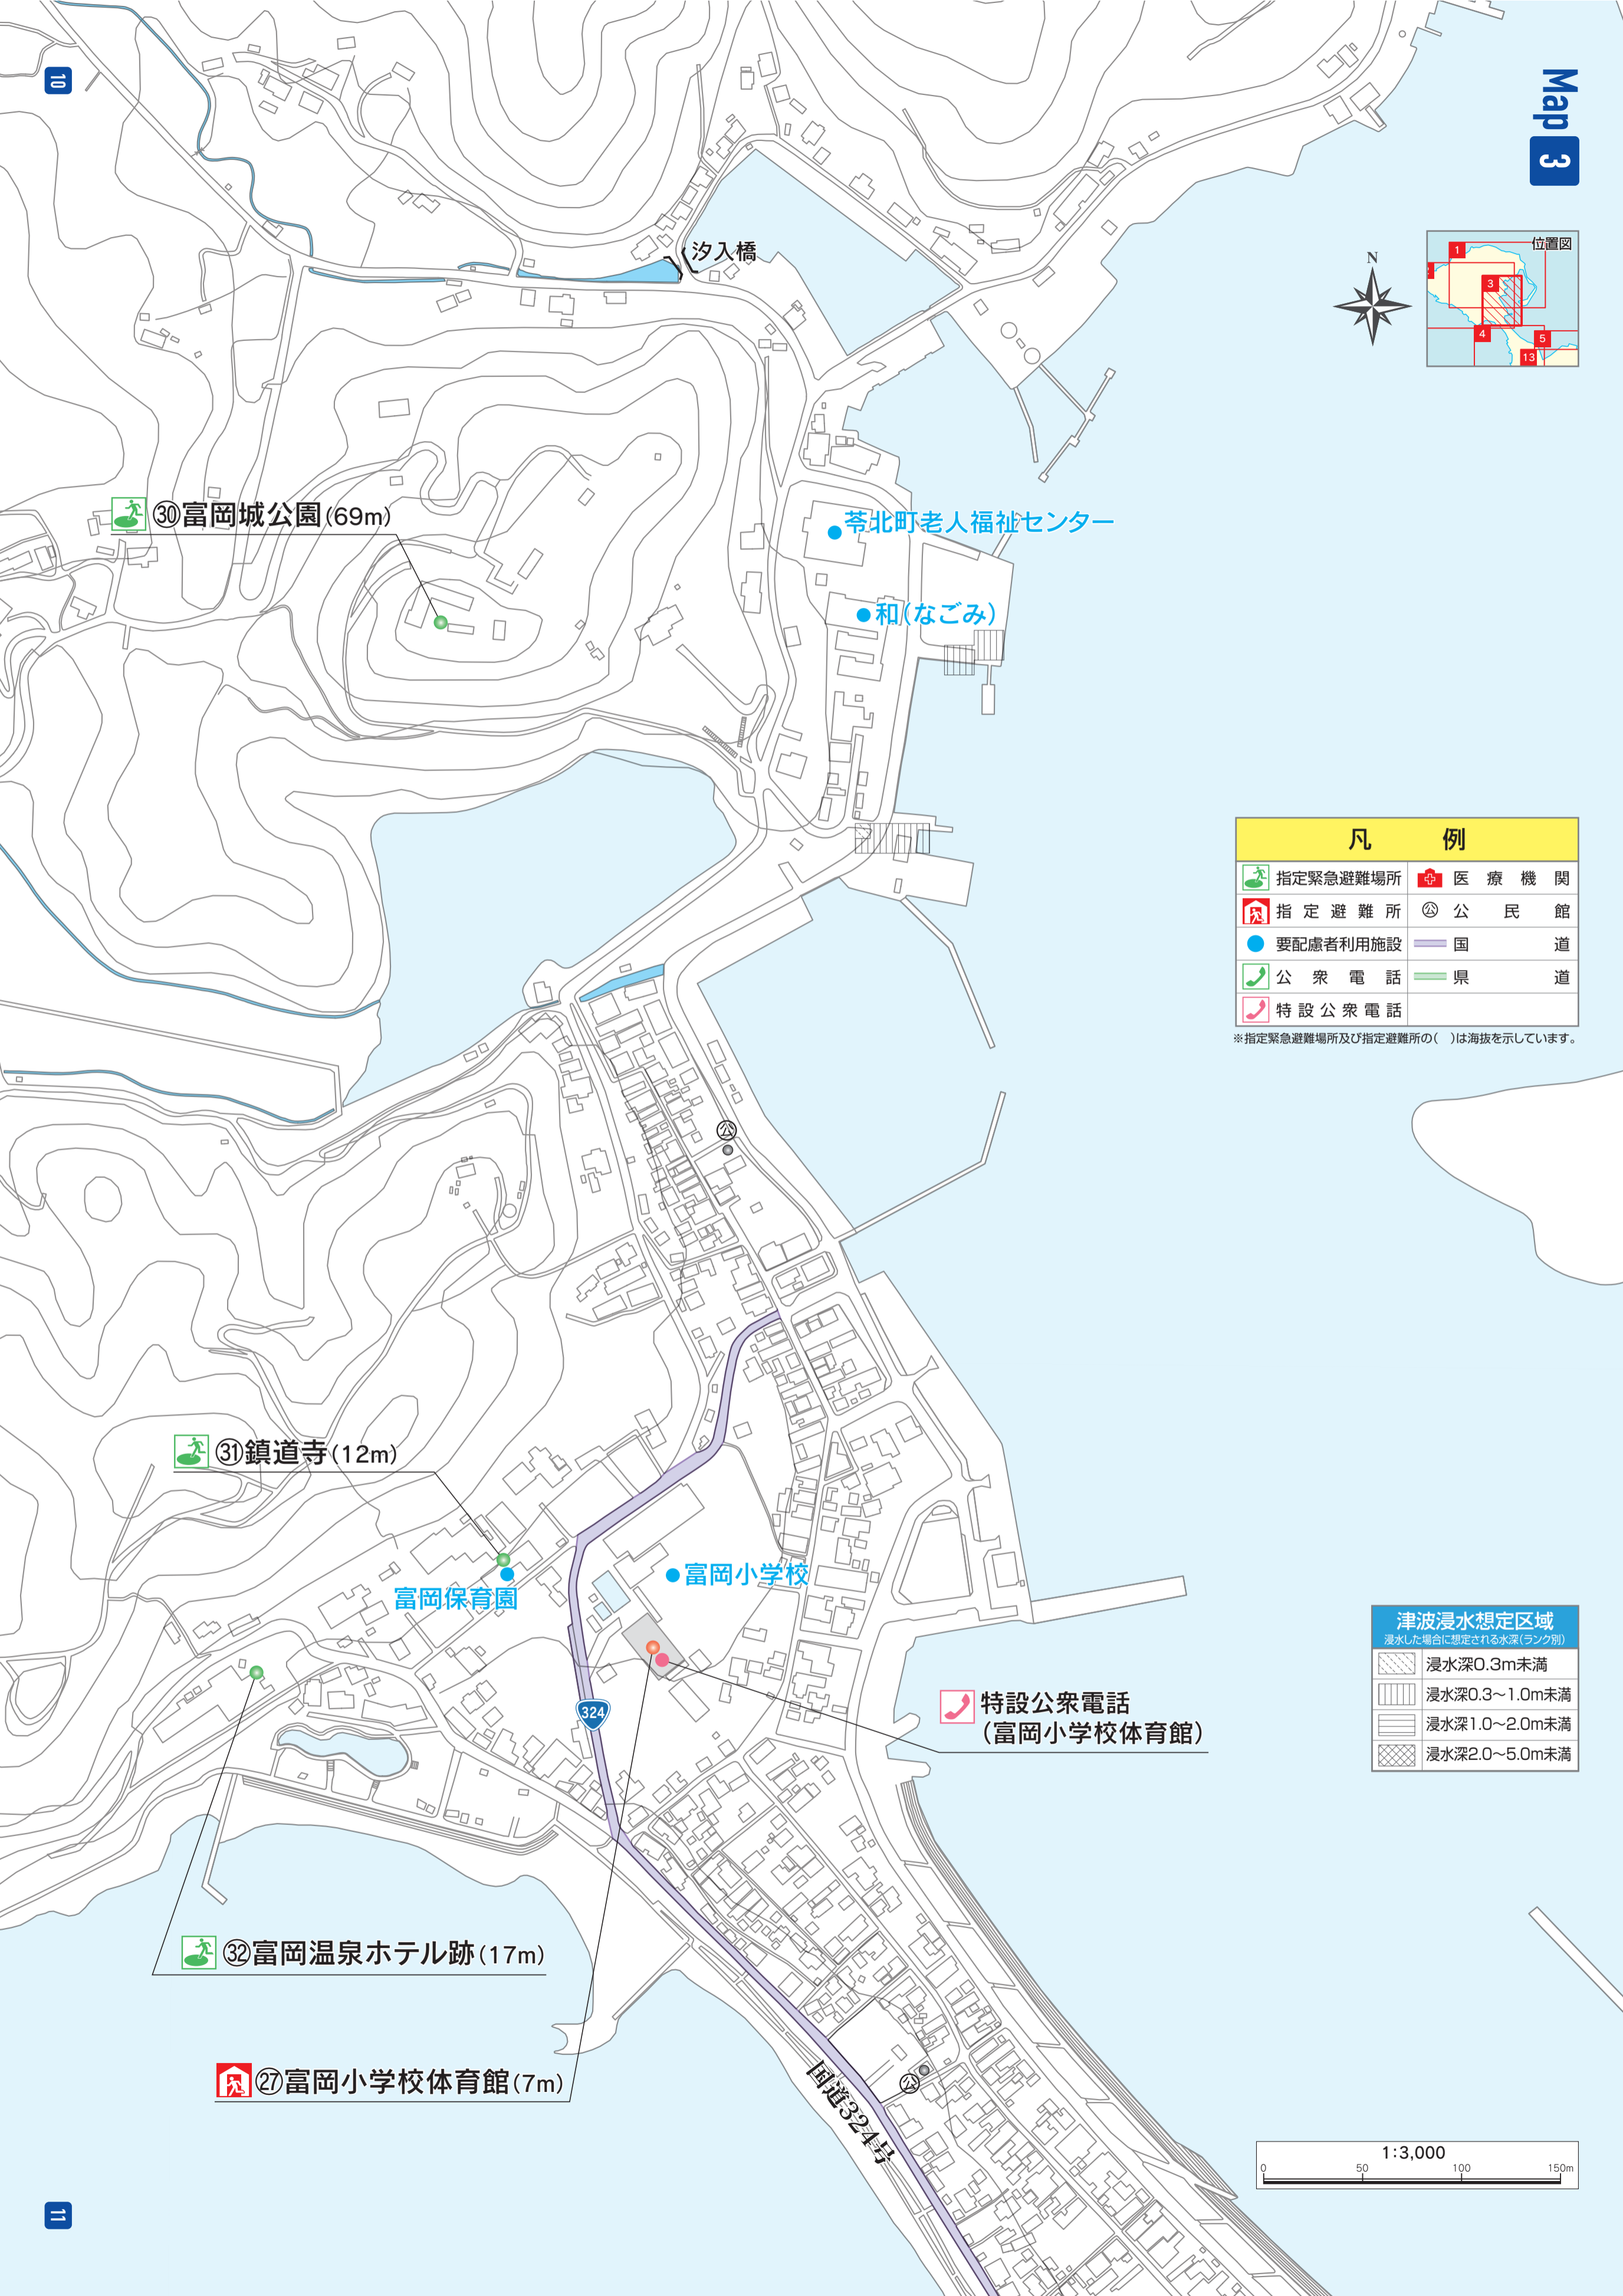 10
Map 3
位置図
1
3
4
5
13
N
汐入橋
㉚富岡城公園(69m)
苓北町老人福祉センター
和(なごみ)
凡 例
指定緊急避難場所
医療機関
指定避難所
公 公民館
要配慮者利用施設
国道
公衆電話
県道
特設公衆電話
※指定緊急避難場所及び指定避難所の( )は海抜を示しています。
公
㉛鎮道寺(12m)
富岡小学校
富岡保育園
津波浸水想定区域
浸水した場合に想定される水深(ランク別)
浸水深0.3m未満
浸水深0.3〜1.0m未満
浸水深1.0〜2.0m未満
浸水深2.0〜5.0m未満
324
特設公衆電話
(富岡小学校体育館)
㉜富岡温泉ホテル跡(17m)
㉗富岡小学校体育館(7m)
公
国道324号
1:3,000
0 50 100 150m
11